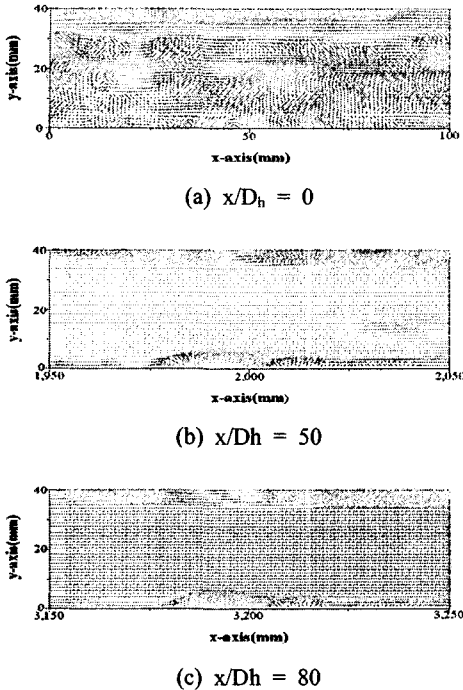 40
20
0
y-axis(mm)
0 50 100
x-axis(mm)
(a) x/Dₕ = 0
40
20
0
y-axis(mm)
1,950 2,000 2,050
x-axis(mm)
(b) x/Dh = 50
40
20
0
y-axis(mm)
3,150 3,200 3,250
x-axis(mm)
(c) x/Dh = 80